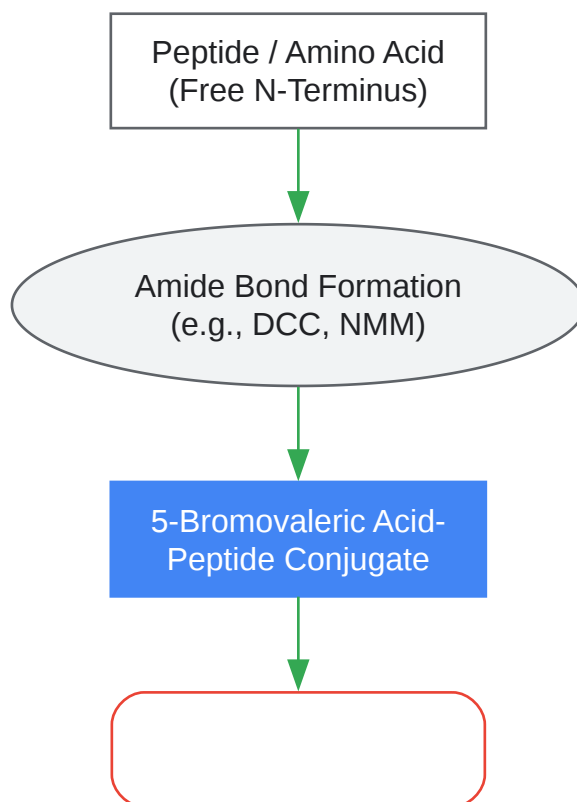 Peptide / Amino Acid
(Free N-Terminus)
Amide Bond Formation
(e.g., DCC, NMM)
5-Bromovaleric Acid-
Peptide Conjugate